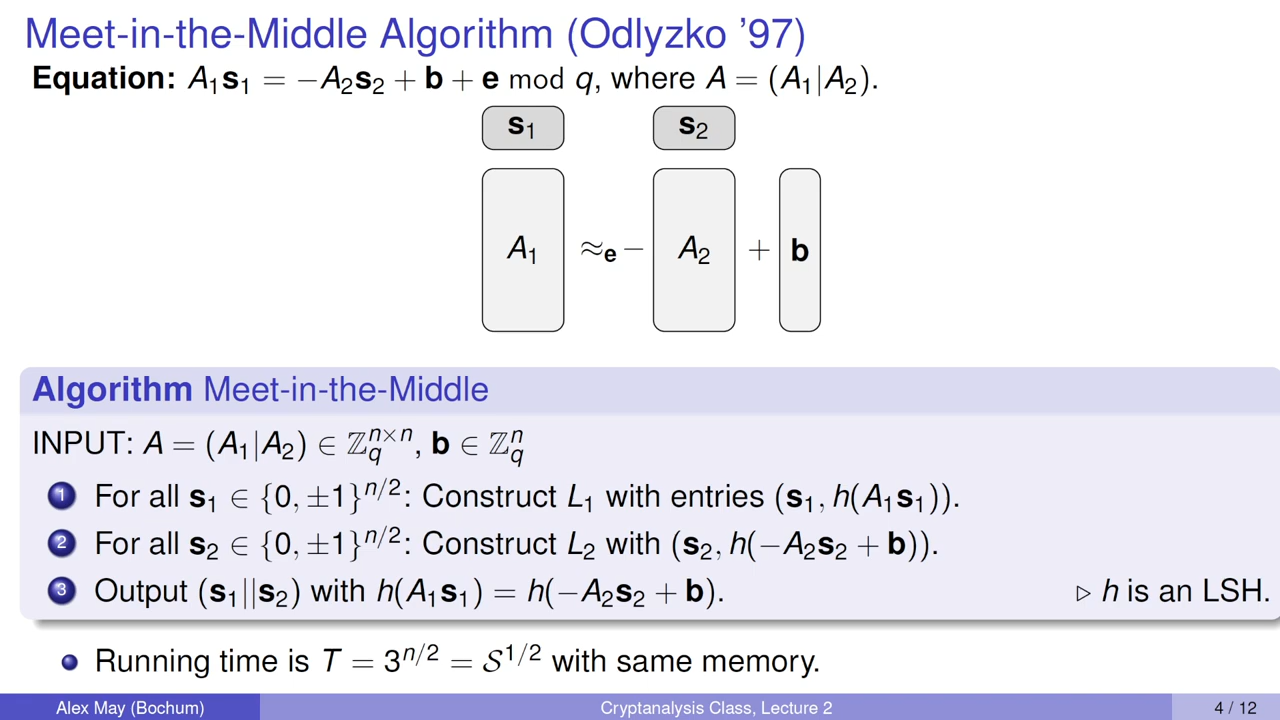 Meet-in-the-Middle Algorithm (Odlyzko ’97)
Equation: A₁s₁ = −A₂s₂ + b + e mod q, where A = (A₁|A₂).
s₁ s₂
A₁ ≈ₑ − A₂ + b
Algorithm Meet-in-the-Middle
INPUT: A = (A₁|A₂) ∈ ℤ_q^{n×n}, b ∈ ℤ_q^n
1 For all s₁ ∈ {0, ±1}^{n/2}: Construct L₁ with entries (s₁, h(A₁s₁)).
2 For all s₂ ∈ {0, ±1}^{n/2}: Construct L₂ with (s₂, h(−A₂s₂ + b)).
3 Output (s₁||s₂) with h(A₁s₁) = h(−A₂s₂ + b). ▷ h is an LSH.
Running time is T = 3^{n/2} = 𝒮^{1/2} with same memory.
Alex May (Bochum) Cryptanalysis Class, Lecture 2 4 / 12